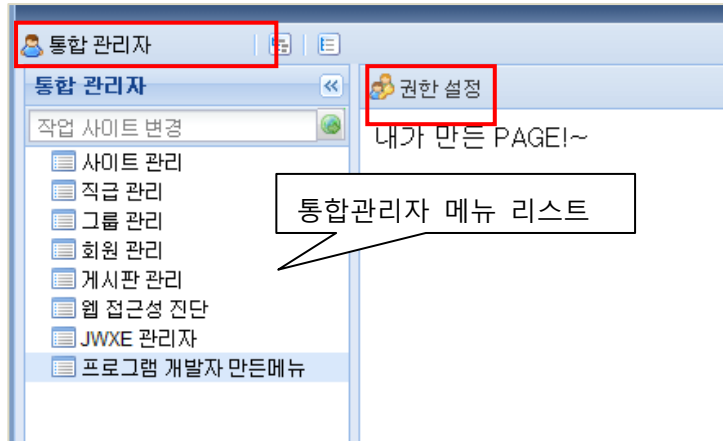 통합 관리자
통합 관리자
권한 설정
작업 사이트 변경
내가 만든 PAGE!~
사이트 관리
직급 관리
그룹 관리
회원 관리
게시판 관리
웹 접근성 진단
JWXE 관리자
프로그램 개발자 만든메뉴
통합관리자 메뉴 리스트